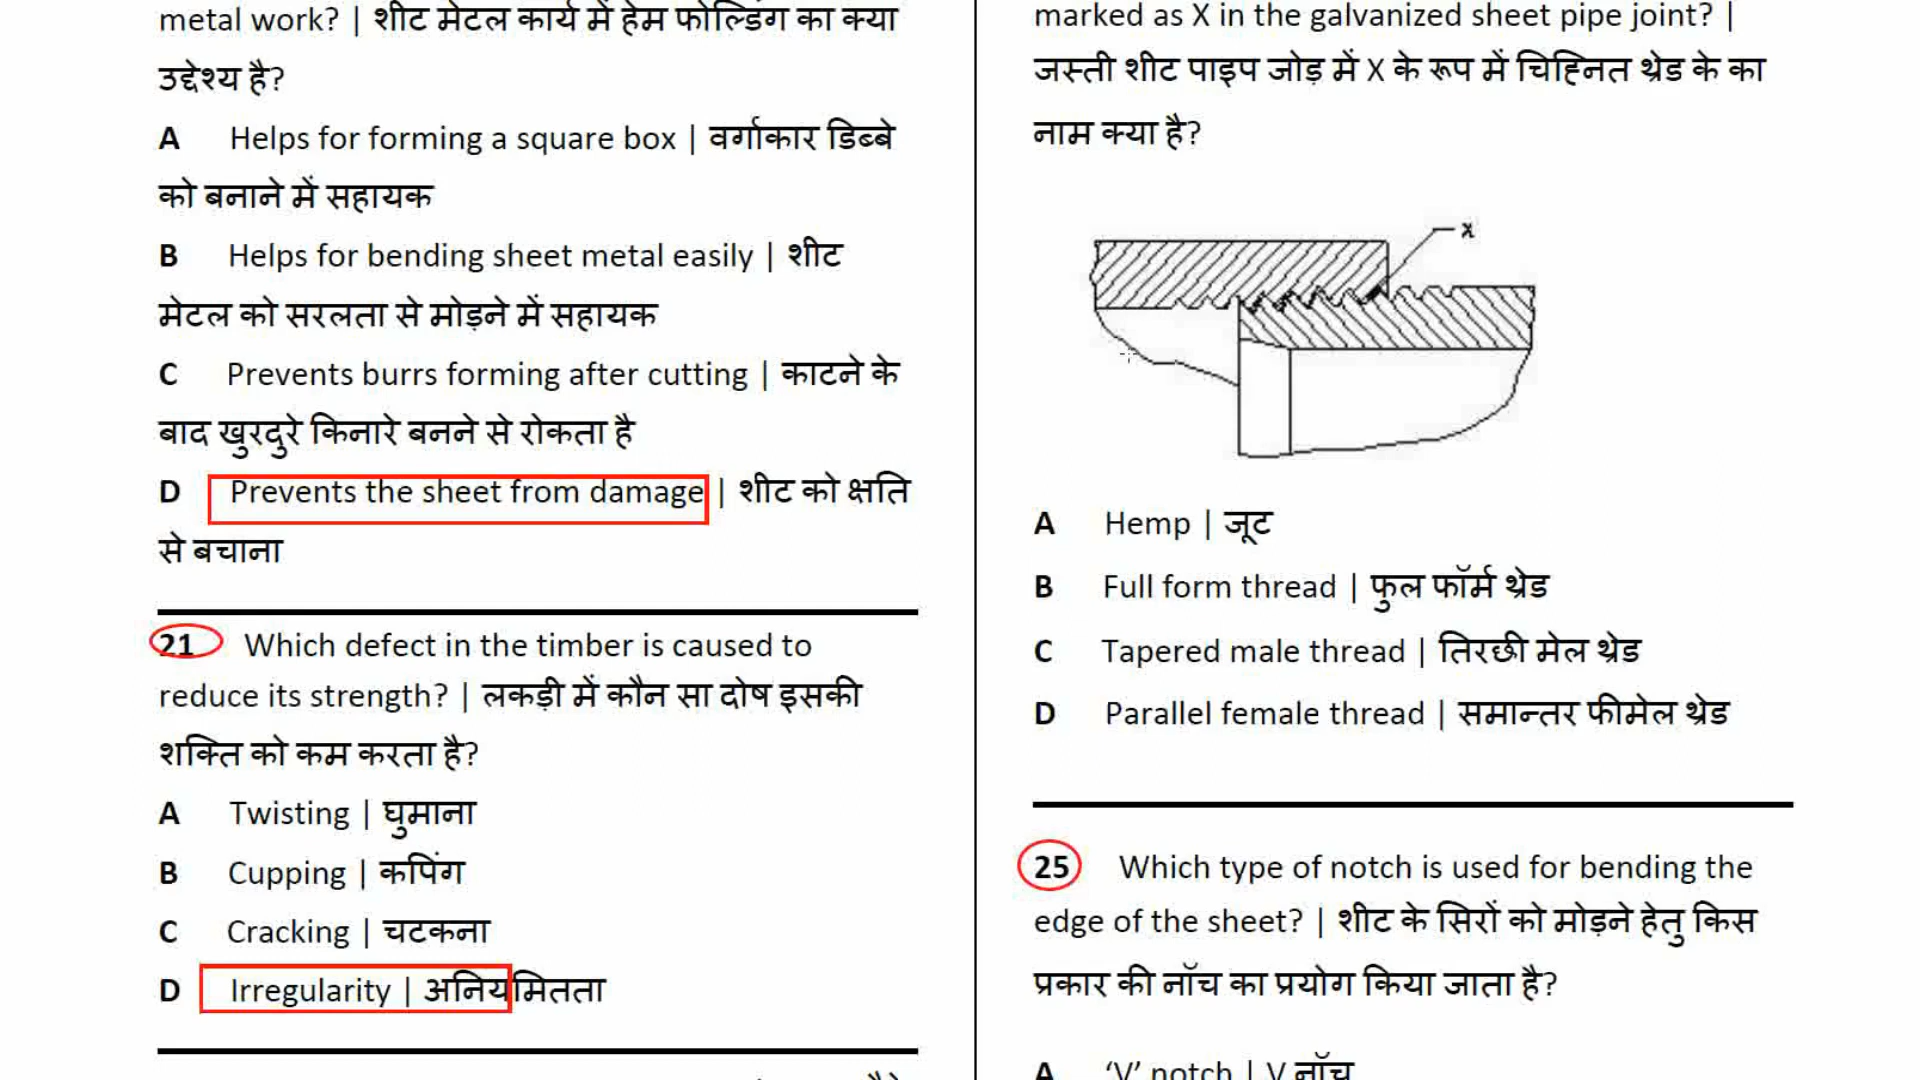 metal work? | शीट मेटल कार्य में हेम फोल्डिंग का क्या
उद्देश्य है?
A Helps for forming a square box | वर्गाकार डिब्बे
को बनाने में सहायक
B Helps for bending sheet metal easily | शीट
मेटल को सरलता से मोड़ने में सहायक
C Prevents burrs forming after cutting | काटने के
बाद खुरदुरे किनारे बनने से रोकता है
D Prevents the sheet from damage | शीट को क्षति
से बचाना
21 Which defect in the timber is caused to
reduce its strength? | लकड़ी में कौन सा दोष इसकी
शक्ति को कम करता है?
A Twisting | घुमाना
B Cupping | कपिंग
C Cracking | चटकना
D Irregularity | अनियमितता
marked as X in the galvanized sheet pipe joint? |
जस्ती शीट पाइप जोड़ में X के रूप में चिह्नित थ्रेड के का
नाम क्या है?
X
A Hemp | जूट
B Full form thread | फुल फॉर्म थ्रेड
C Tapered male thread | तिरछी मेल थ्रेड
D Parallel female thread | समान्तर फीमेल थ्रेड
25 Which type of notch is used for bending the
edge of the sheet? | शीट के सिरों को मोड़ने हेतु किस
प्रकार की नॉच का प्रयोग किया जाता है?
A ‘V’ notch | V नॉच